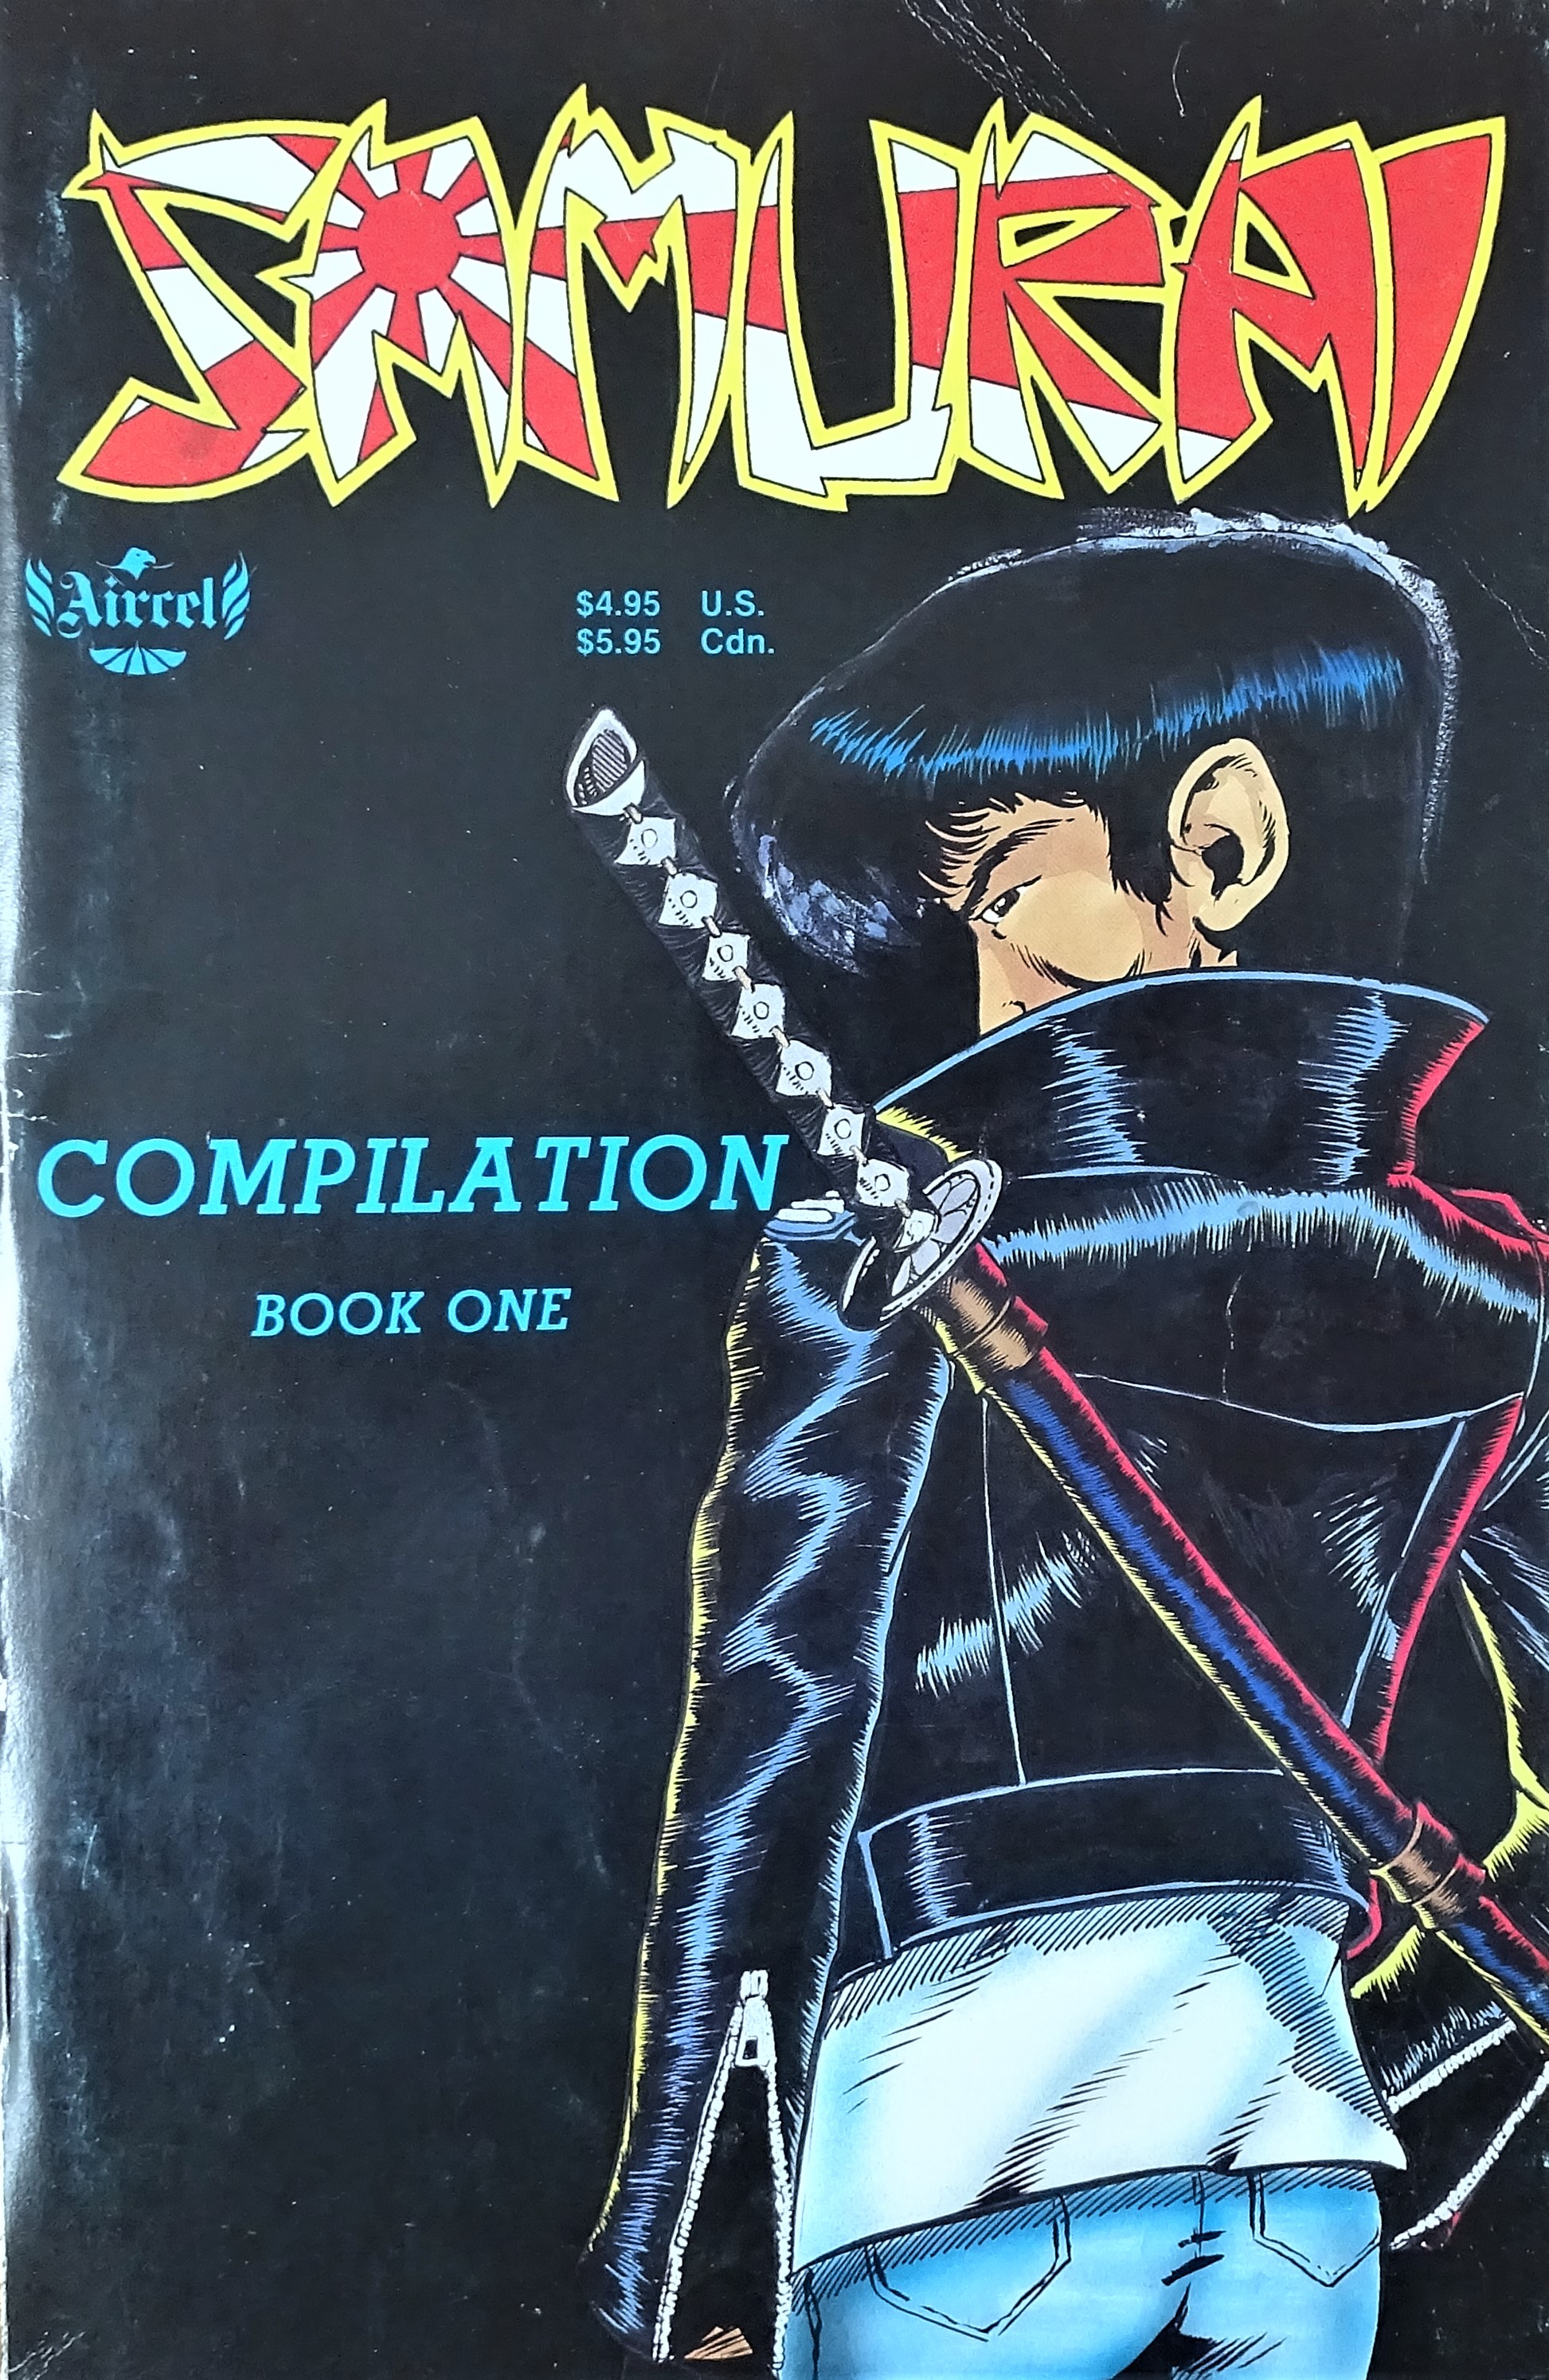 SAMURAI
Aircel
$4.95 U.S.
$5.95 Cdn.
COMPILATION
BOOK ONE